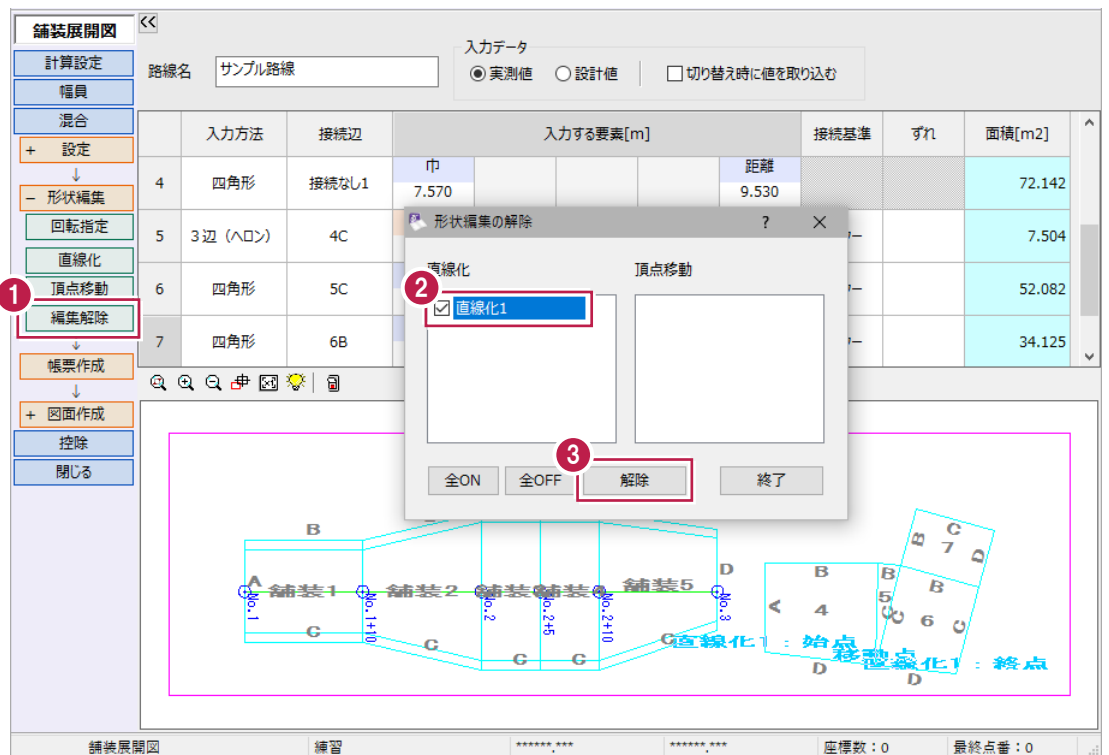 舗装展開図
<<
計算設定
幅員
混合
+ 設定
↓
− 形状編集
回転指定
直線化
頂点移動
編集解除
↓
帳票作成
↓
+ 図面作成
控除
閉じる
路線名 サンプル路線
入力データ
実測値 設計値 切り替え時に値を取り込む
入力方法 接続辺 入力する要素[m] 接続基準 ずれ 面積[m2]
4 四角形 接続なし1 巾 7.570 距離 9.530 72.142
5 3辺（ヘロン） 4C ー 7.504
6 四角形 5C ー 52.082
7 四角形 6B ー 34.125
形状編集の解除 ? ×
直線化 頂点移動
直線化1
全ON 全OFF 解除 終了
1
2
3
B
A 舗装1 舗装2 舗装5 D
No.1 No.1+10 No.2 No.2+5 No.2+10 No.3
C C C C C
B B B C
A 4 5 6 7 D
C C B
直線化1：始点
移動点
直線化1：終点
D D
舗装展開図 練習 ******.*** ******.*** 座標数：0 最終点番：0